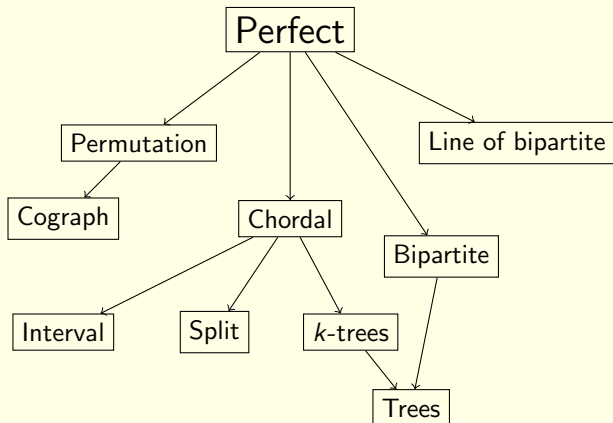 Perfect
Permutation
Line of bipartite
Cograph
Chordal
Bipartite
Interval
Split
k-trees
Trees